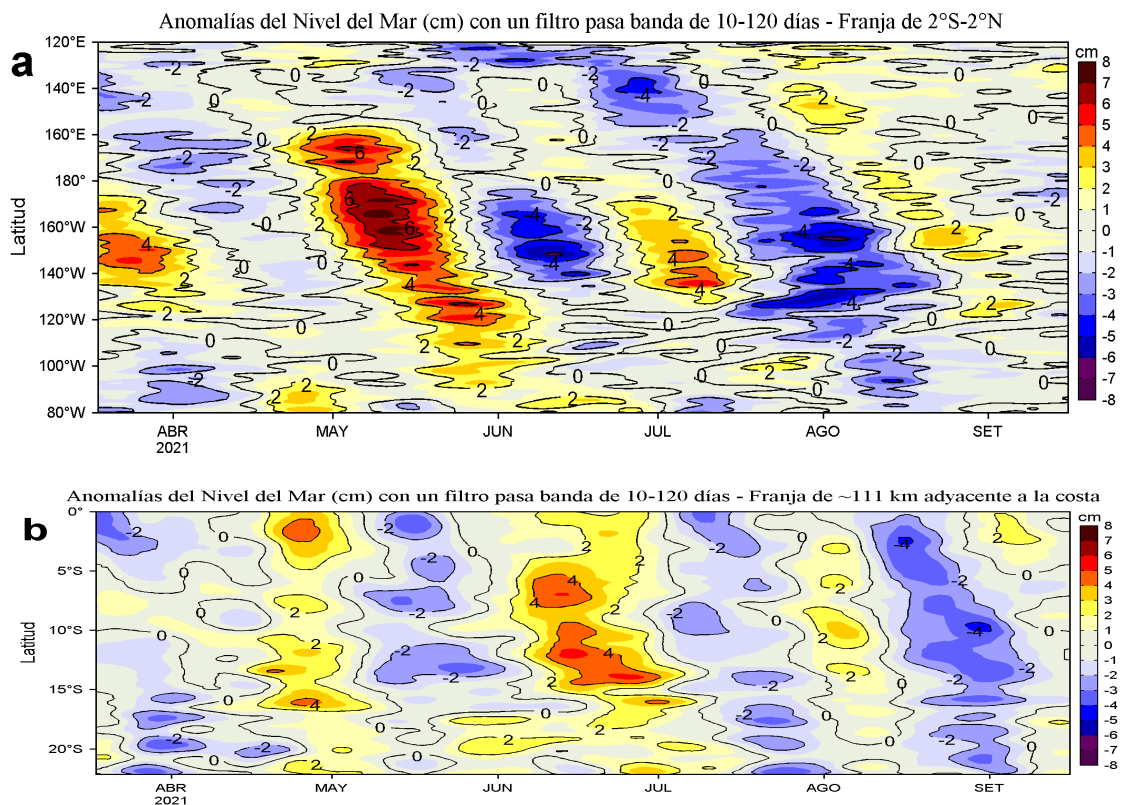 Anomalías del Nivel del Mar (cm) con un filtro pasa banda de 10-120 días - Franja de 2°S-2°N
a
cm
Latitud
120°E
140°E
160°E
180°
160°W
140°W
120°W
100°W
80°W
8
7
6
5
4
3
2
1
0
-1
-2
-3
-4
-5
-6
-7
-8
ABR
2021
MAY
JUN
JUL
AGO
SET
Anomalías del Nivel del Mar (cm) con un filtro pasa banda de 10-120 días - Franja de ~111 km adyacente a la costa
b
cm
Latitud
0°
5°S
10°S
15°S
20°S
8
7
6
5
4
3
2
1
0
-1
-2
-3
-4
-5
-6
-7
-8
ABR
2021
MAY
JUN
JUL
AGO
SET